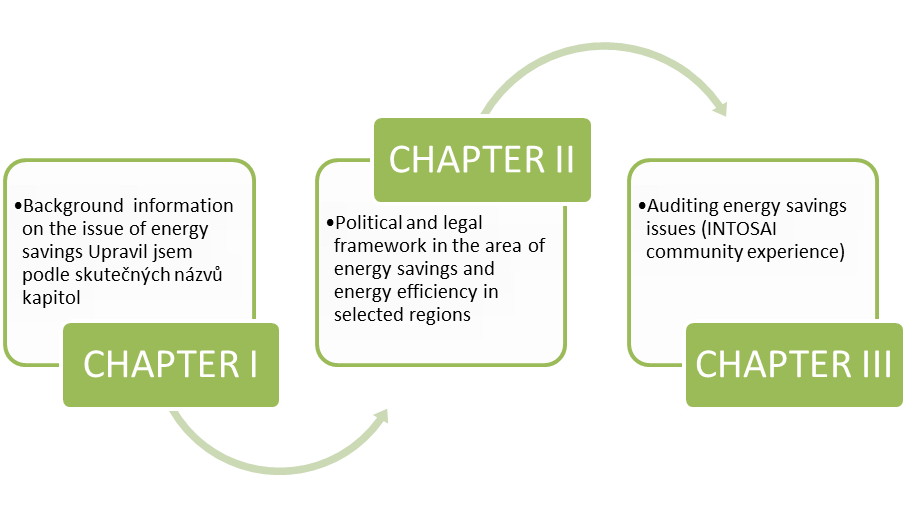 •Background information
on the issue of energy
savings Upravil jsem
podle skutečných názvů
kapitol
CHAPTER I
CHAPTER II
•Political and legal
framework in the area of
energy savings and
energy efficiency in
selected regions
•Auditing energy savings
issues (INTOSAI
community experience)
CHAPTER III